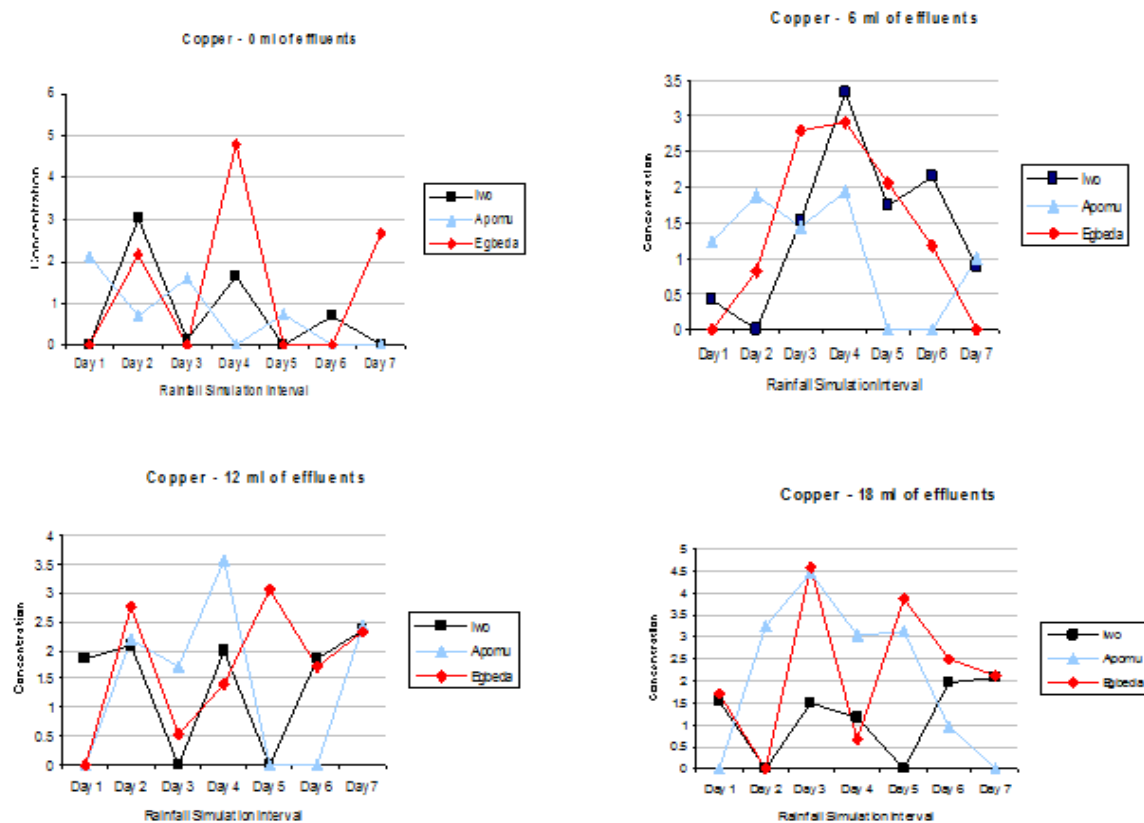 Copper - 0 ml of effluents
6
5
4
3
2
1
0
Concentration
Day 1 Day 2 Day 3 Day 4 Day 5 Day 6 Day 7
Rainfall Simulation Interval
Iwo
Apomu
Egbeda
Copper - 6 ml of effluents
3.5
3
2.5
2
1.5
1
0.5
0
Concentration
Day 1 Day 2 Day 3 Day 4 Day 5 Day 6 Day 7
Rainfall Simulation Interval
Iwo
Apomu
Egbeda
Copper - 12 ml of effluents
4
3.5
3
2.5
2
1.5
1
0.5
0
Concentration
Day 1 Day 2 Day 3 Day 4 Day 5 Day 6 Day 7
Rainfall Simulation Interval
Iwo
Apomu
Egbeda
Copper - 18 ml of effluents
5
4.5
4
3.5
3
2.5
2
1.5
1
0.5
0
Concentration
Day 1 Day 2 Day 3 Day 4 Day 5 Day 6 Day 7
Rainfall Simulation Interval
Iwo
Apomu
Egbeda